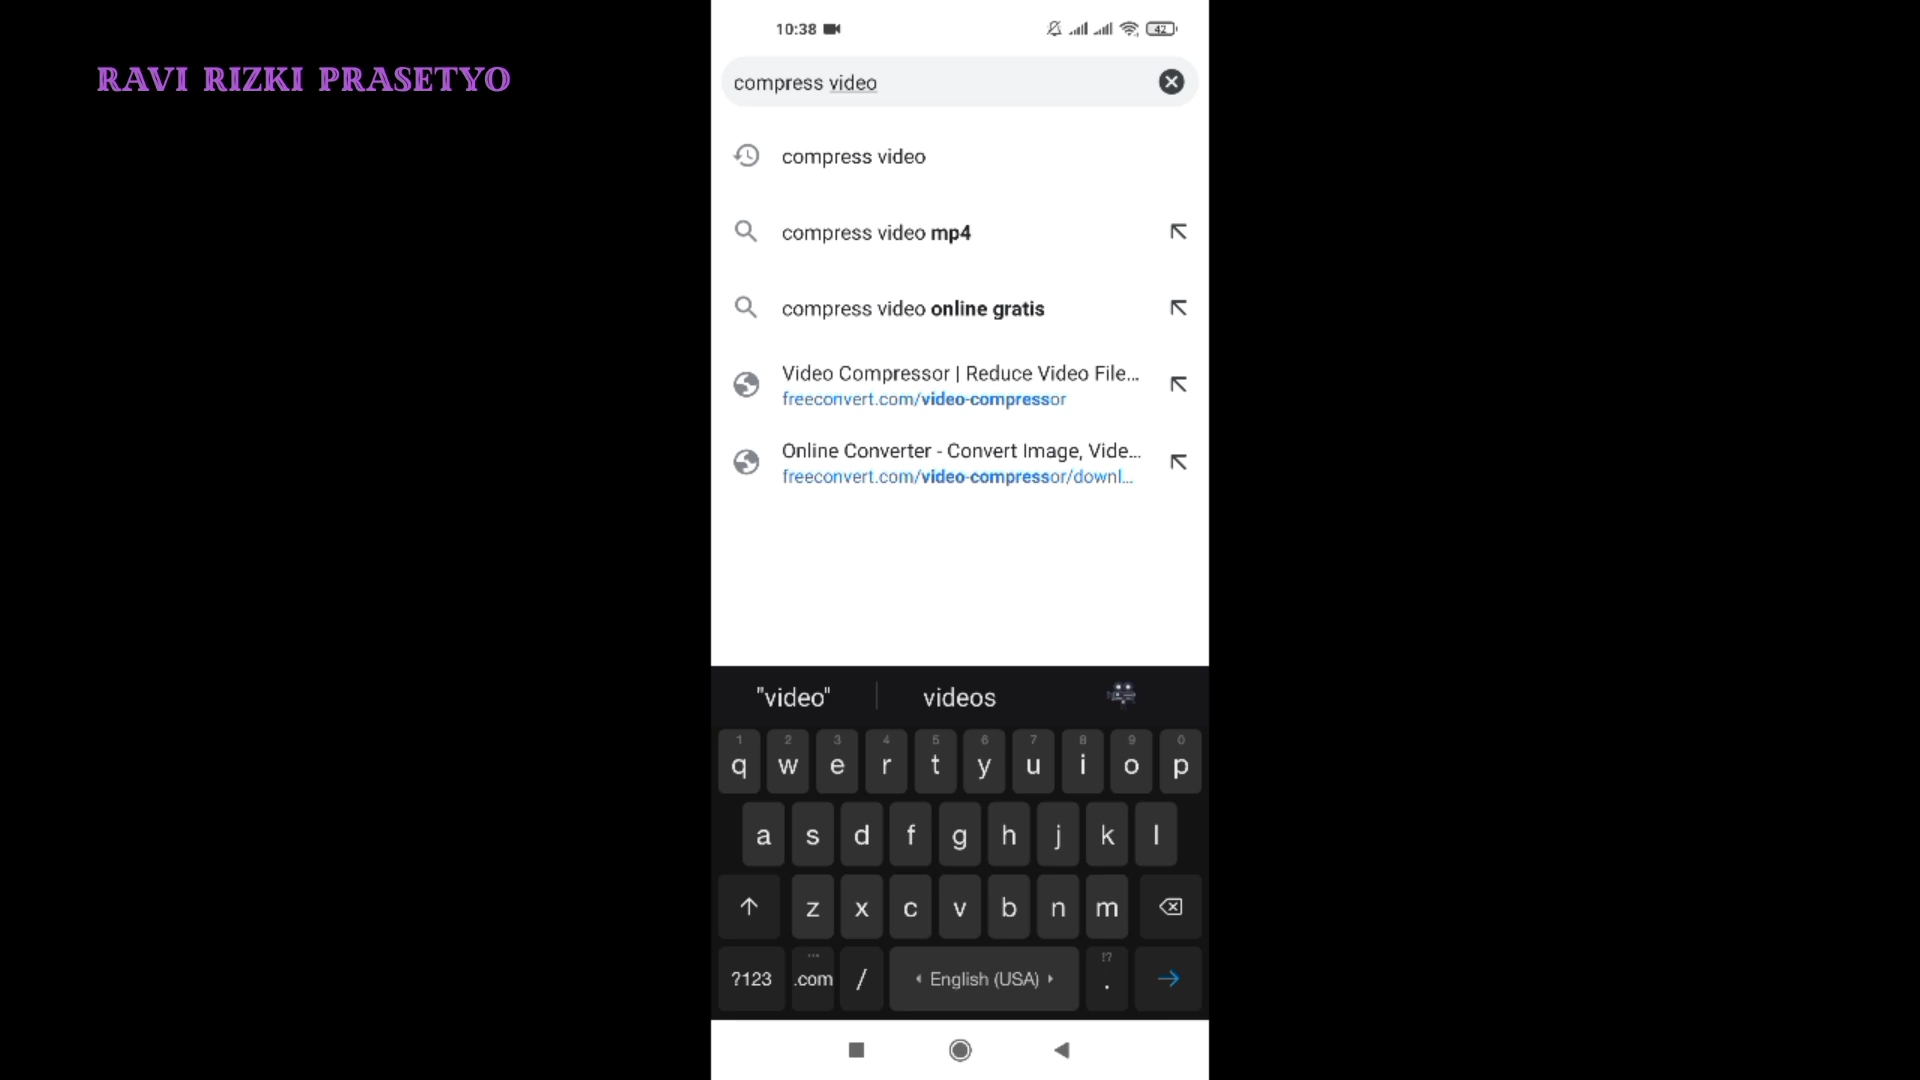 RAVI RIZKI PRASETYO
10:38
42
compress video
compress video
compress video mp4
compress video online gratis
Video Compressor | Reduce Video File...
freeconvert.com/video-compressor
Online Converter - Convert Image, Vide...
freeconvert.com/video-compressor/downl...
"video" videos
1 2 3 4 5 6 7 8 9 0
q w e r t y u i o p
a s d f g h j k l
z x c v b n m
!?
?123 .com / English (USA) .